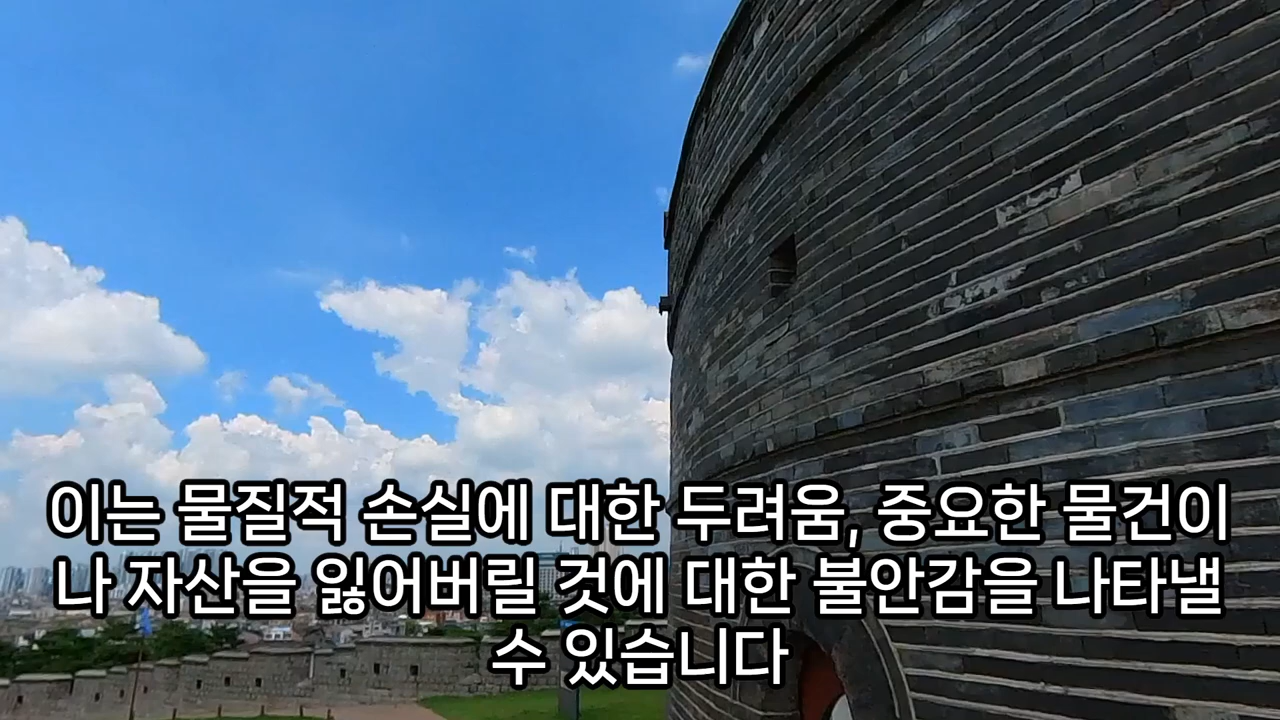 이는 물질적 손실에 대한 두려움, 중요한 물건이
나 자산을 잃어버릴 것에 대한 불안감을 나타낼
수 있습니다